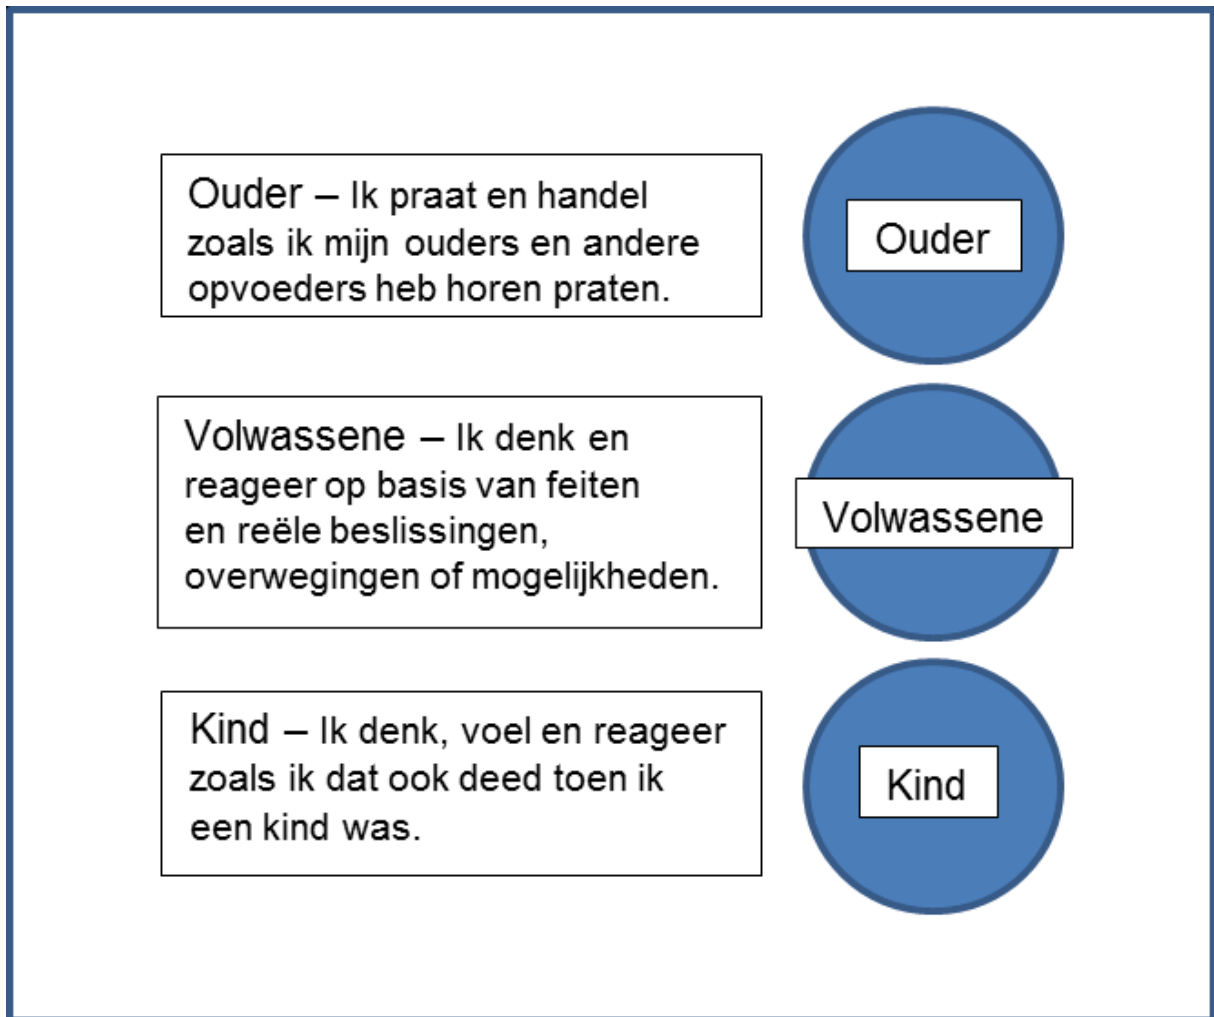 Ouder – Ik praat en handel
zoals ik mijn ouders en andere
opvoeders heb horen praten.
Ouder
Volwassene – Ik denk en
reageer op basis van feiten
en reële beslissingen,
overwegingen of mogelijkheden.
Volwassene
Kind – Ik denk, voel en reageer
zoals ik dat ook deed toen ik
een kind was.
Kind